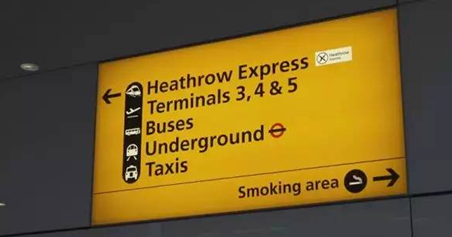 Heathrow Express
Terminals 3, 4 & 5
Buses
Underground
Taxis
Smoking area